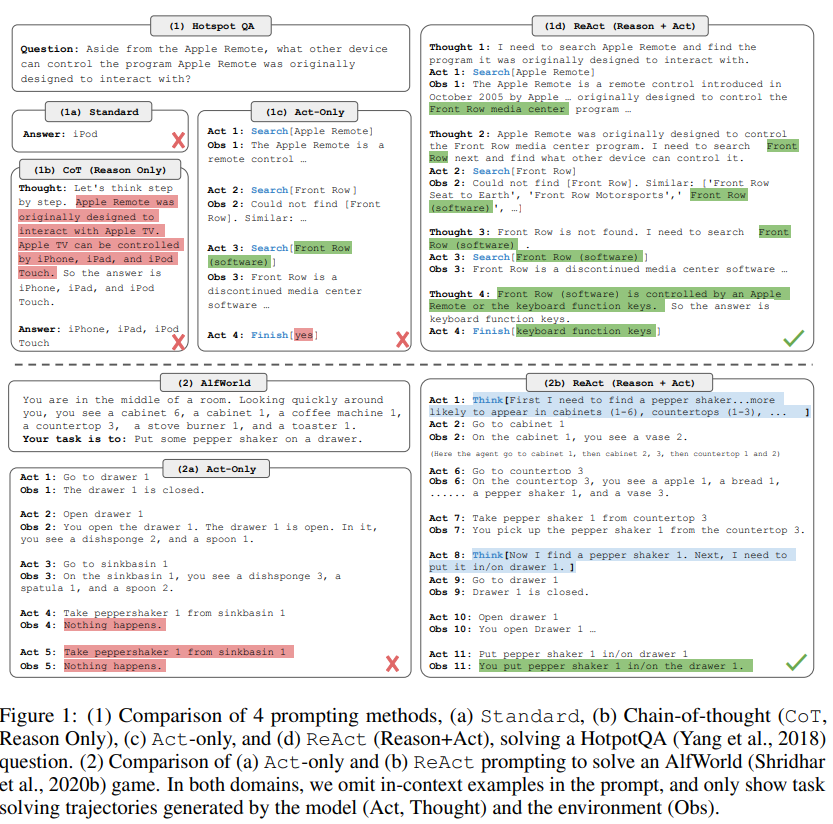 (1) Hotspot QA
Question: Aside from the Apple Remote, what other device
can control the program Apple Remote was originally
designed to interact with?
(1a) Standard
Answer: iPod
(1b) CoT (Reason Only)
Thought: Let's think step
by step. Apple Remote was
originally designed to
interact with Apple TV.
Apple TV can be controlled
by iPhone, iPad, and iPod
Touch. So the answer is
iPhone, iPad, and iPod
Touch.
Answer: iPhone, iPad, iPod
Touch
(1c) Act-Only
Act 1: Search[Apple Remote]
Obs 1: The Apple Remote is a
remote control …
Act 2: Search[Front Row]
Obs 2: Could not find [Front
Row]. Similar: …
Act 3: Search[Front Row
(software)]
Obs 3: Front Row is a
discontinued media center
software …
Act 4: Finish[yes]
(1d) ReAct (Reason + Act)
Thought 1: I need to search Apple Remote and find the
program it was originally designed to interact with.
Act 1: Search[Apple Remote]
Obs 1: The Apple Remote is a remote control introduced in
October 2005 by Apple … originally designed to control the
Front Row media center program …
Thought 2: Apple Remote was originally designed to control
the Front Row media center program. I need to search Front
Row next and find what other device can control it.
Act 2: Search[Front Row]
Obs 2: Could not find [Front Row]. Similar: ['Front Row
Seat to Earth', 'Front Row Motorsports',' Front Row
(software)', …]
Thought 3: Front Row is not found. I need to search Front
Row (software) .
Act 3: Search[Front Row (software)]
Obs 3: Front Row is a discontinued media center software …
Thought 4: Front Row (software) is controlled by an Apple
Remote or the keyboard function keys. So the answer is
keyboard function keys.
Act 4: Finish[keyboard function keys]
(2) AlfWorld
You are in the middle of a room. Looking quickly around
you, you see a cabinet 6, a cabinet 1, a coffee machine 1,
a countertop 3, a stove burner 1, and a toaster 1.
Your task is to: Put some pepper shaker on a drawer.
(2a) Act-Only
Act 1: Go to drawer 1
Obs 1: The drawer 1 is closed.
Act 2: Open drawer 1
Obs 2: You open the drawer 1. The drawer 1 is open. In it,
you see a dishsponge 2, and a spoon 1.
Act 3: Go to sinkbasin 1
Obs 3: On the sinkbasin 1, you see a dishsponge 3, a
spatula 1, and a spoon 2.
Act 4: Take peppershaker 1 from sinkbasin 1
Obs 4: Nothing happens.
Act 5: Take peppershaker 1 from sinkbasin 1
Obs 5: Nothing happens.
(2b) ReAct (Reason + Act)
Act 1: Think[First I need to find a pepper shaker...more
likely to appear in cabinets (1-6), countertops (1-3), ... ]
Act 2: Go to cabinet 1
Obs 2: On the cabinet 1, you see a vase 2.
(Here the agent go to cabinet 1, then cabinet 2, 3, then countertop 1 and 2)
Act 6: Go to countertop 3
Obs 6: On the countertop 3, you see a apple 1, a bread 1,
...... a pepper shaker 1, and a vase 3.
Act 7: Take pepper shaker 1 from countertop 3
Obs 7: You pick up the pepper shaker 1 from the countertop 3.
Act 8: Think[Now I find a pepper shaker 1. Next, I need to
put it in/on drawer 1. ]
Act 9: Go to drawer 1
Obs 9: Drawer 1 is closed.
Act 10: Open drawer 1
Obs 10: You open Drawer 1 …
Act 11: Put pepper shaker 1 in/on drawer 1
Obs 11: You put pepper shaker 1 in/on the drawer 1.
Figure 1: (1) Comparison of 4 prompting methods, (a) Standard, (b) Chain-of-thought (CoT,
Reason Only), (c) Act-only, and (d) ReAct (Reason+Act), solving a HotpotQA (Yang et al., 2018)
question. (2) Comparison of (a) Act-only and (b) ReAct prompting to solve an AlfWorld (Shridhar
et al., 2020b) game. In both domains, we omit in-context examples in the prompt, and only show task
solving trajectories generated by the model (Act, Thought) and the environment (Obs).